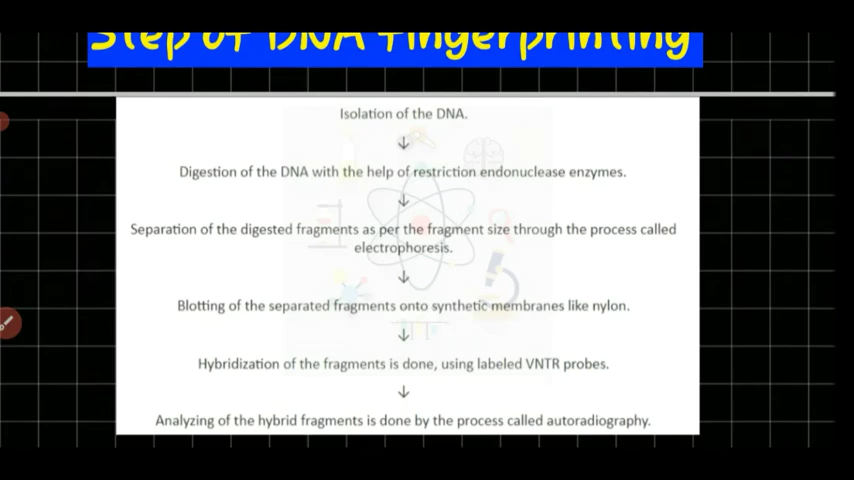 Step of DNA fingerprinting
Isolation of the DNA.
↓
Digestion of the DNA with the help of restriction endonuclease enzymes.
↓
Separation of the digested fragments as per the fragment size through the process called
electrophoresis.
↓
Blotting of the separated fragments onto synthetic membranes like nylon.
↓
Hybridization of the fragments is done, using labeled VNTR probes.
↓
Analyzing of the hybrid fragments is done by the process called autoradiography.